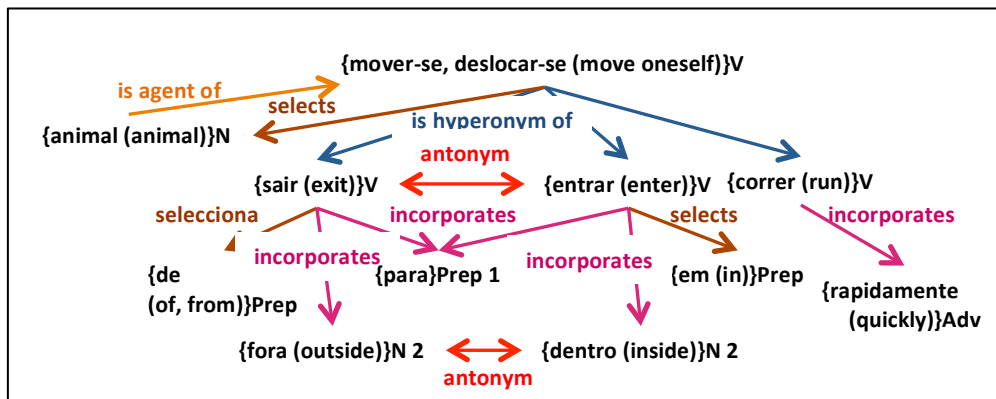 {mover-se, deslocar-se (move oneself)}V
is agent of
selects
{animal (animal)}N
is hyperonym of
antonym
{sair (exit)}V
{entrar (enter)}V
{correr (run)}V
selecciona
incorporates
selects
incorporates
incorporates
{para}Prep 1
incorporates
{em (in)}Prep
{de
(of, from)}Prep
{rapidamente
(quickly)}Adv
{fora (outside)}N 2
{dentro (inside)}N 2
antonym